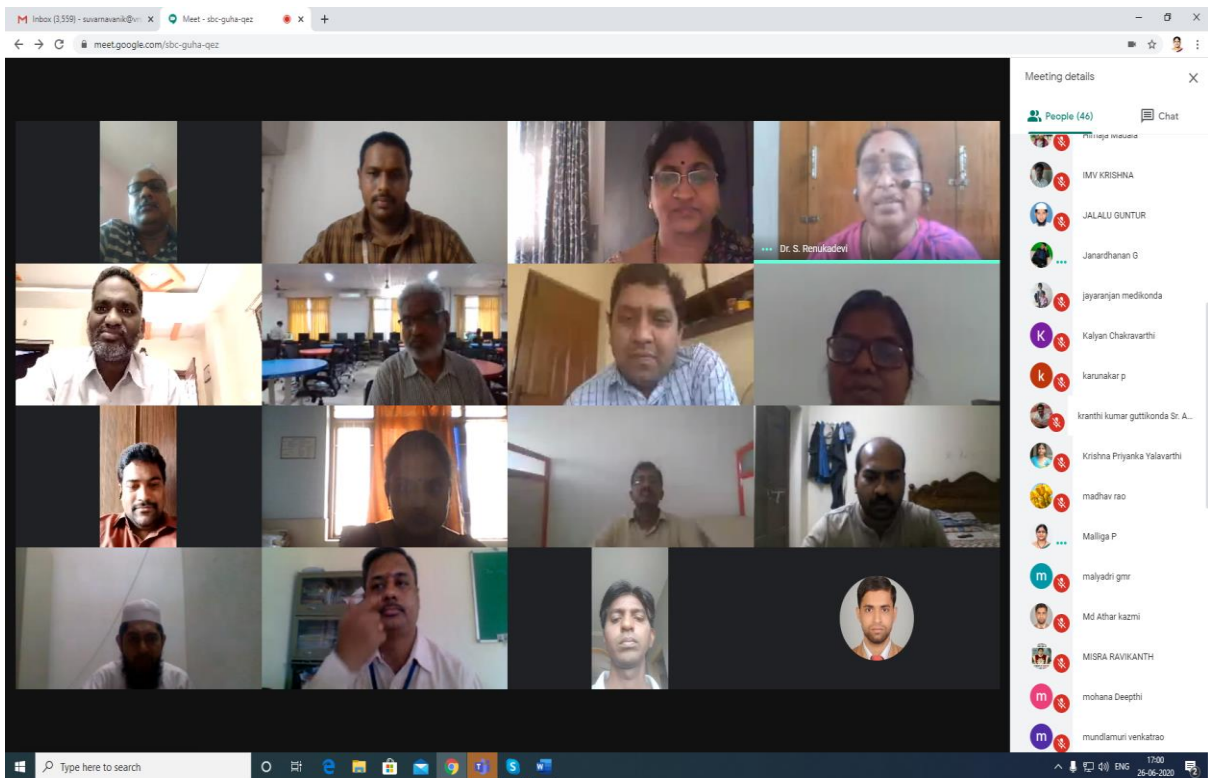 Inbox (3,559) - suvarnavanik@vr
Meet - sbc-guha-qez
meet.google.com/sbc-guha-qez
Meeting details
People (46)
Chat
Himaja Madala
IMV KRISHNA
JALALU GUNTUR
Janardhanan G
jayaranjan medikonda
K
Kalyan Chakravarthi
k
karunakar p
kranthi kumar guttikonda Sr. A...
Krishna Priyanka Yalavarthi
madhav rao
Malliga P
m
malyadri gmr
Md Athar kazmi
MISRA RAVIKANTH
m
mohana Deepthi
m
mundlamuri venkatrao
Dr. S. Renukadevi
Type here to search
ENG
17:00
26-06-2020